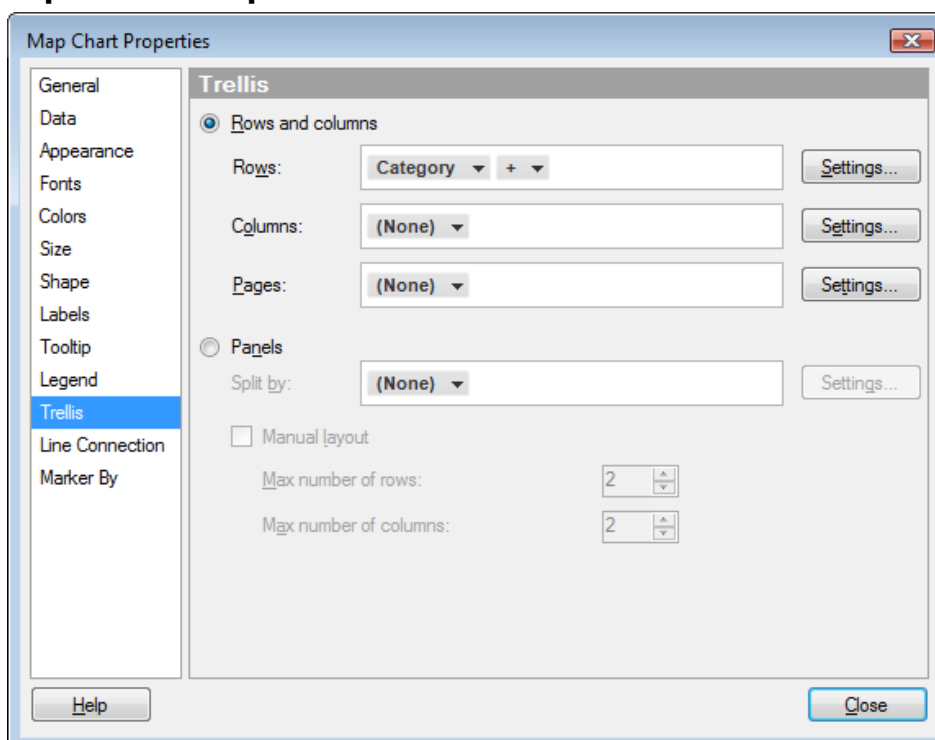 Map Chart Properties
General
Data
Appearance
Fonts
Colors
Size
Shape
Labels
Tooltip
Legend
Trellis
Line Connection
Marker By
Trellis
Rows and columns
Rows: Category + Settings...
Columns: (None) Settings...
Pages: (None) Settings...
Panels
Split by: (None) Settings...
Manual layout
Max number of rows: 2
Max number of columns: 2
Help Close